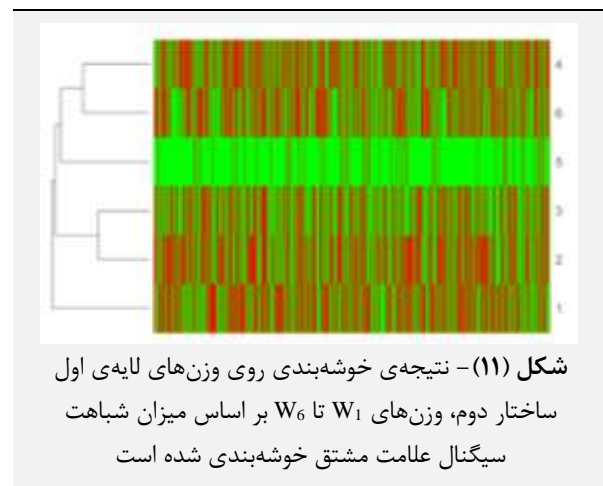 4
6
5
3
2
1
شکل (۱۱)- نتیجه‌ی خوشه‌بندی روی وزن‌های لایه‌ی اول
ساختار دوم، وزن‌های W₁ تا W₆ بر اساس میزان شباهت
سیگنال علامت مشتق خوشه‌بندی شده است